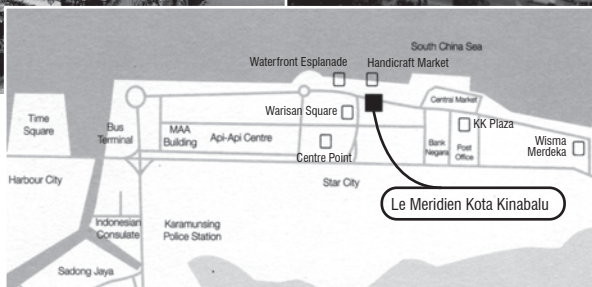 South China Sea
Waterfront Esplanade
Handicraft Market
Central Market
Time
Square
Bus
Terminal
MAA
Building
Api-Api Centre
Warisan Square
Centre Point
Bank
Negara
Post
Office
KK Plaza
Wisma
Merdeka
Harbour City
Star City
Le Meridien Kota Kinabalu
Indonesian
Consulate
Karamunsing
Police Station
Sadong Jaya